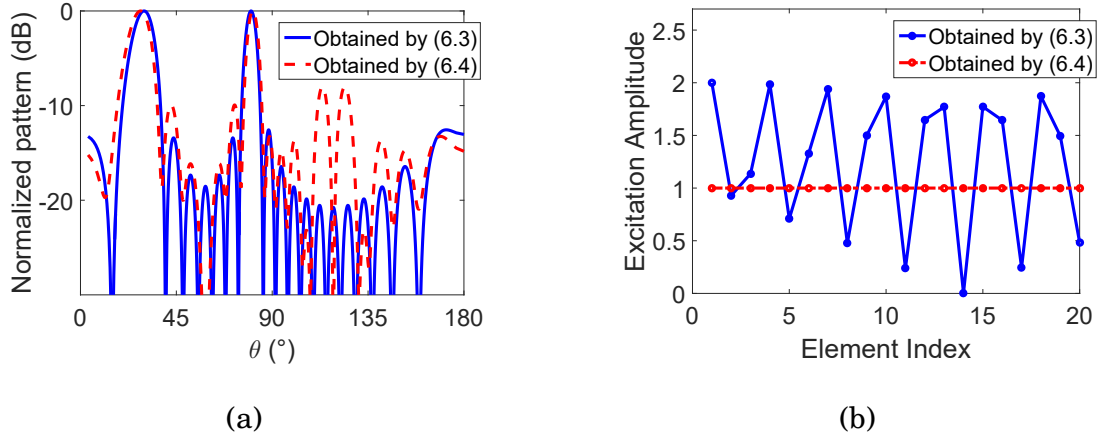 Normalized pattern (dB)
0
-10
-20
Obtained by (6.3)
Obtained by (6.4)
0
45
90
135
180
θ (°)
(a)
Excitation Amplitude
2.5
2
1.5
1
0.5
0
Obtained by (6.3)
Obtained by (6.4)
0
5
10
15
20
Element Index
(b)